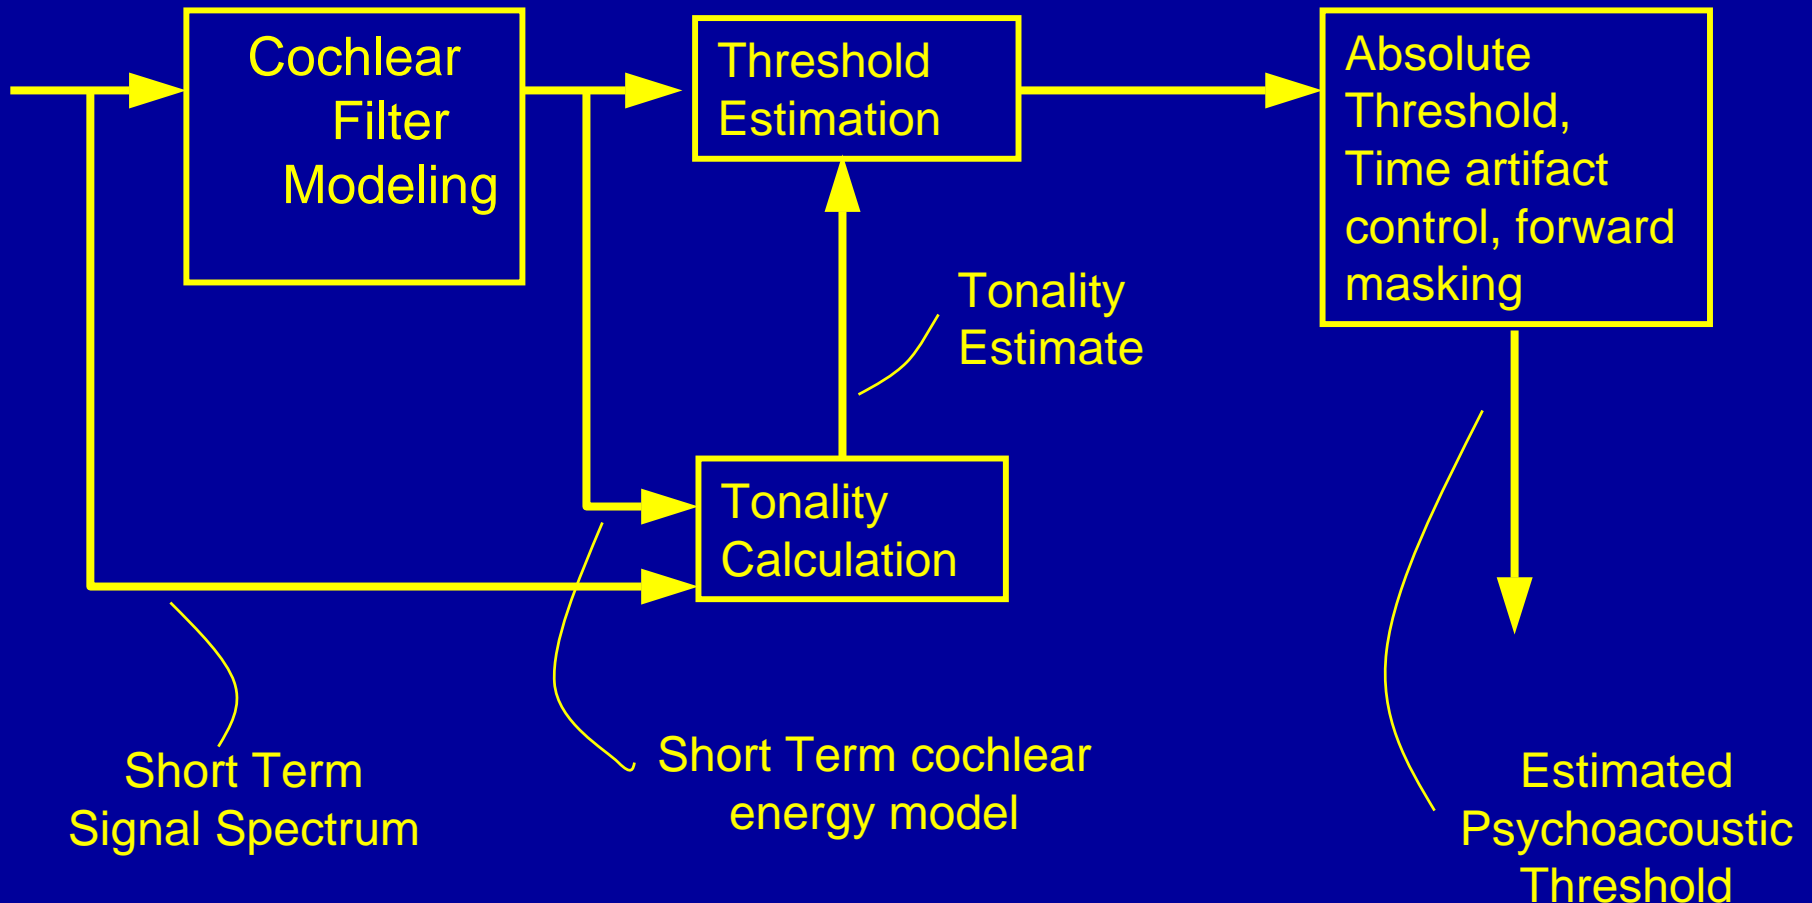 Cochlear
Filter
Modeling
Threshold
Estimation
Absolute
Threshold,
Time artifact
control, forward
masking
Tonality
Estimate
Tonality
Calculation
Short Term
Signal Spectrum
Short Term cochlear
energy model
Estimated
Psychoacoustic
Threshold